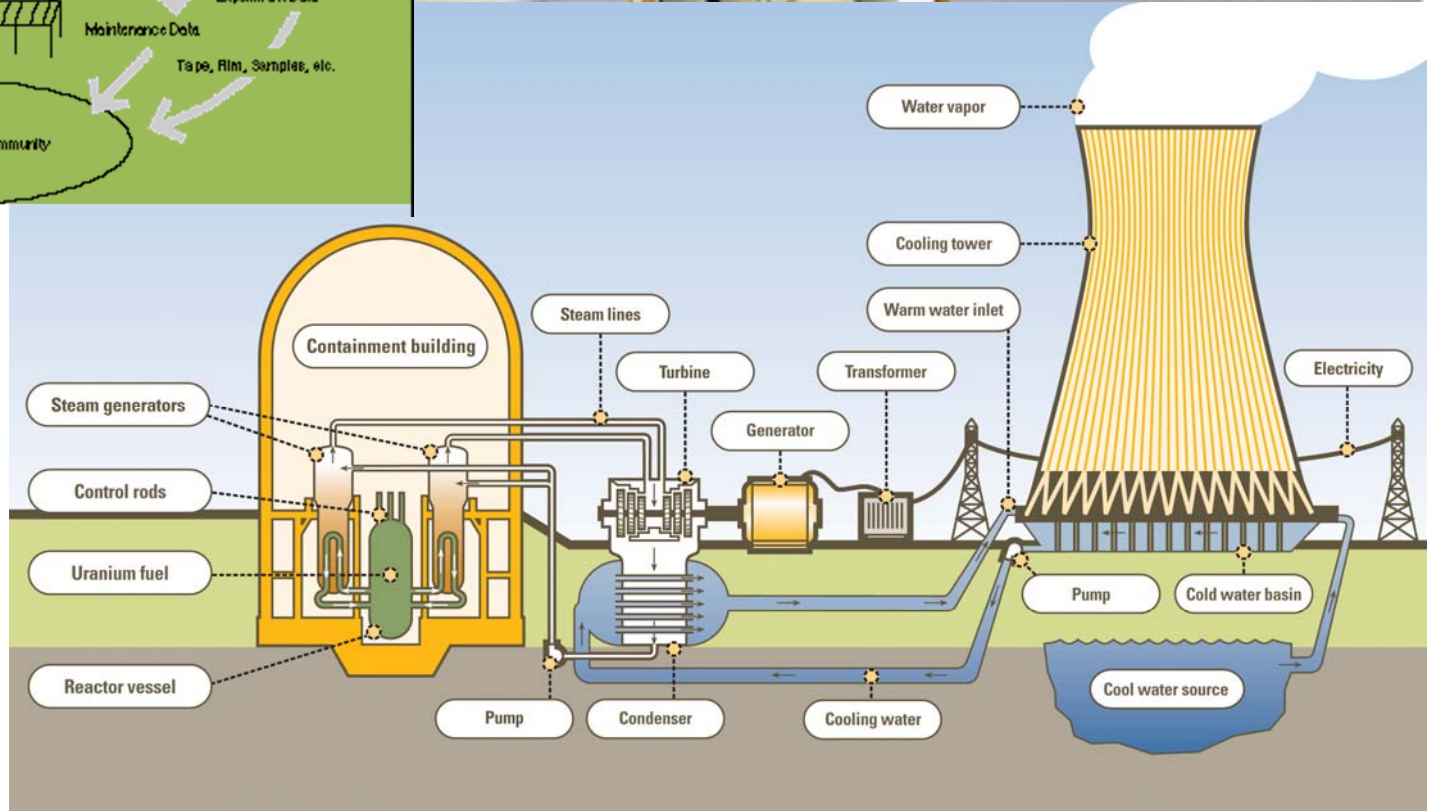 Maintenance Data
Tape, Film, Samples, etc.
Water vapor
Cooling tower
Steam lines
Warm water inlet
Containment building
Turbine
Transformer
Electricity
Steam generators
Generator
Control rods
Uranium fuel
Pump
Cold water basin
Reactor vessel
Cool water source
Pump
Condenser
Cooling water